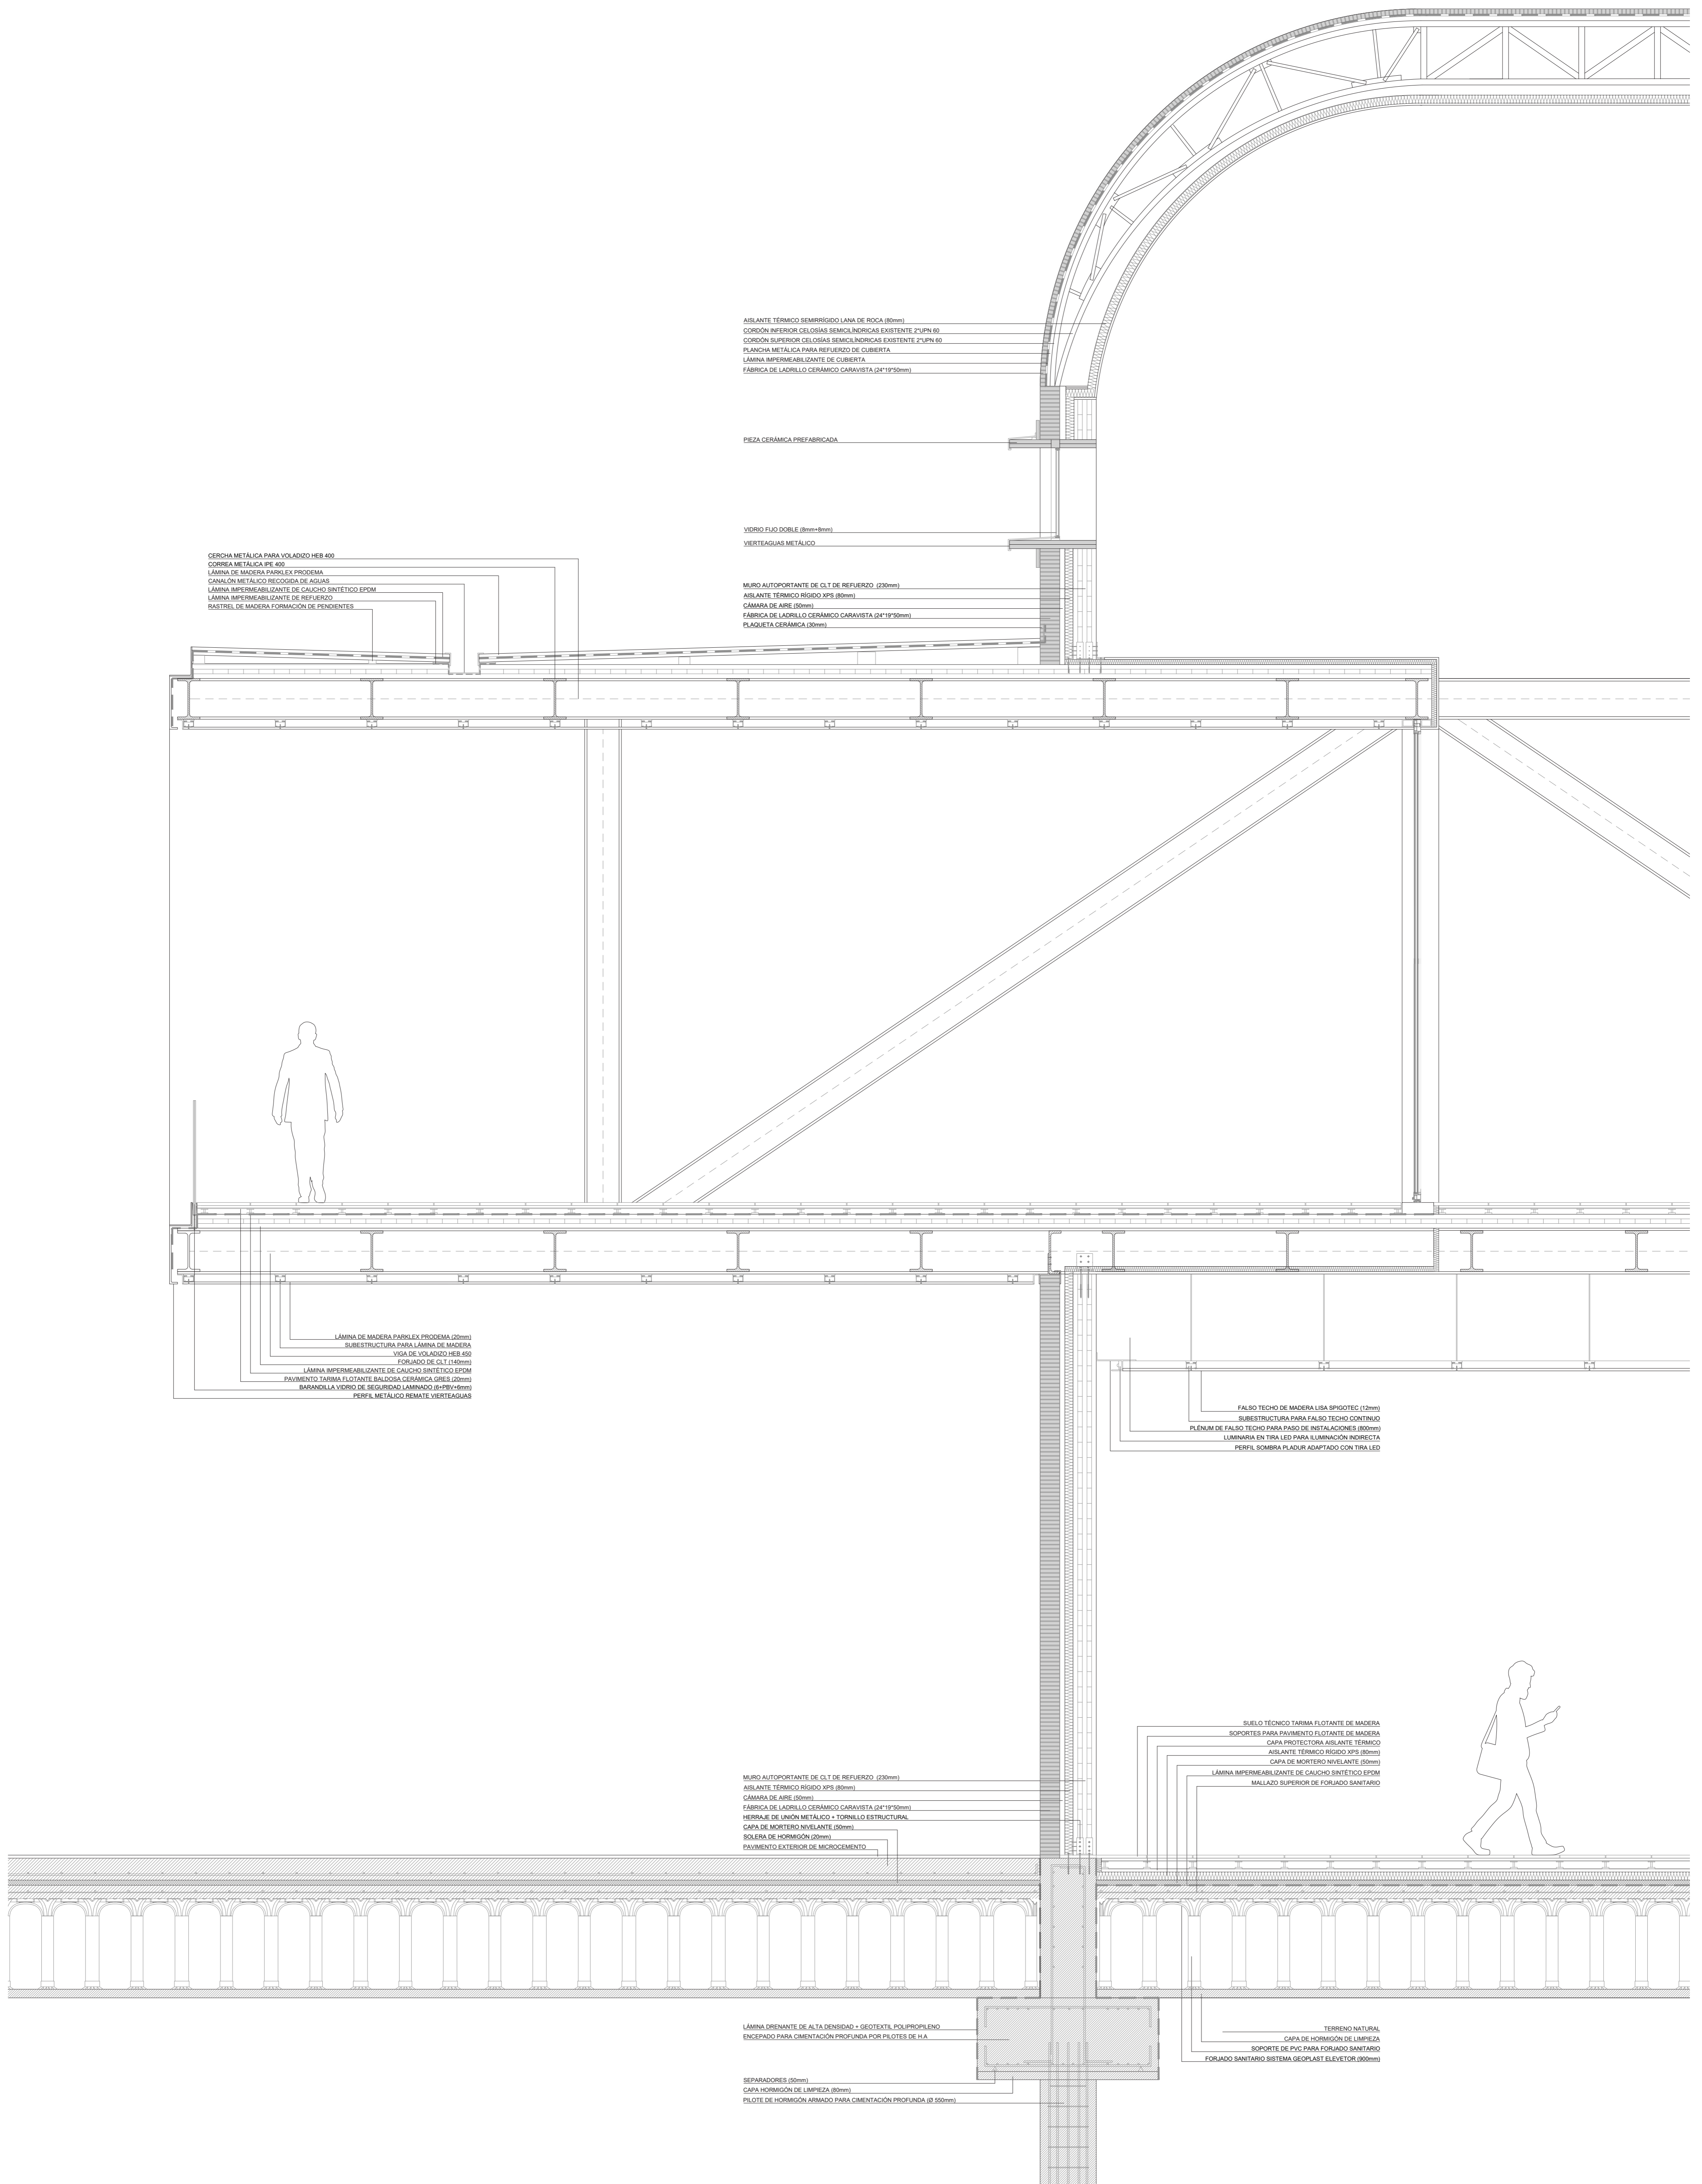 AISLANTE TÉRMICO SEMIRRÍGIDO LANA DE ROCA (80mm)
CORDÓN INFERIOR CELOSÍAS SEMICILÍNDRICAS EXISTENTE 2*UPN 60
CORDÓN SUPERIOR CELOSÍAS SEMICILÍNDRICAS EXISTENTE 2*UPN 60
PLANCHA METÁLICA PARA REFUERZO DE CUBIERTA
LÁMINA IMPERMEABILIZANTE DE CUBIERTA
FÁBRICA DE LADRILLO CERÁMICO CARAVISTA (24*19*50mm)
PIEZA CERÁMICA PREFABRICADA
VIDRIO FIJO DOBLE (8mm+8mm)
VIERTEAGUAS METÁLICO
CERCHA METÁLICA PARA VOLADIZO HEB 400
CORREA METÁLICA IPE 400
LÁMINA DE MADERA PARKLEX PRODEMA
CANALÓN METÁLICO RECOGIDA DE AGUAS
LÁMINA IMPERMEABILIZANTE DE CAUCHO SINTÉTICO EPDM
LÁMINA IMPERMEABILIZANTE DE REFUERZO
RASTREL DE MADERA FORMACIÓN DE PENDIENTES
MURO AUTOPORTANTE DE CLT DE REFUERZO (230mm)
AISLANTE TÉRMICO RÍGIDO XPS (80mm)
CÁMARA DE AIRE (50mm)
FÁBRICA DE LADRILLO CERÁMICO CARAVISTA (24*19*50mm)
PLAQUETA CERÁMICA (30mm)
LÁMINA DE MADERA PARKLEX PRODEMA (20mm)
SUBESTRUCTURA PARA LÁMINA DE MADERA
VIGA DE VOLADIZO HEB 450
FORJADO DE CLT (140mm)
LÁMINA IMPERMEABILIZANTE DE CAUCHO SINTÉTICO EPDM
PAVIMENTO TARIMA FLOTANTE BALDOSA CERÁMICA GRES (20mm)
BARANDILLA VIDRIO DE SEGURIDAD LAMINADO (6+PBV+6mm)
PERFIL METÁLICO REMATE VIERTEAGUAS
FALSO TECHO DE MADERA LISA SPIGOTEC (12mm)
SUBESTRUCTURA PARA FALSO TECHO CONTINUO
PLÉNUM DE FALSO TECHO PARA PASO DE INSTALACIONES (800mm)
LUMINARIA EN TIRA LED PARA ILUMINACIÓN INDIRECTA
PERFIL SOMBRA PLADUR ADAPTADO CON TIRA LED
SUELO TÉCNICO TARIMA FLOTANTE DE MADERA
SOPORTES PARA PAVIMENTO FLOTANTE DE MADERA
CAPA PROTECTORA AISLANTE TÉRMICO
AISLANTE TÉRMICO RÍGIDO XPS (80mm)
CAPA DE MORTERO NIVELANTE (50mm)
LÁMINA IMPERMEABILIZANTE DE CAUCHO SINTÉTICO EPDM
MALLAZO SUPERIOR DE FORJADO SANITARIO
MURO AUTOPORTANTE DE CLT DE REFUERZO (230mm)
AISLANTE TÉRMICO RÍGIDO XPS (80mm)
CÁMARA DE AIRE (50mm)
FÁBRICA DE LADRILLO CERÁMICO CARAVISTA (24*19*50mm)
HERRAJE DE UNIÓN METÁLICO + TORNILLO ESTRUCTURAL
CAPA DE MORTERO NIVELANTE (50mm)
SOLERA DE HORMIGÓN (20mm)
PAVIMENTO EXTERIOR DE MICROCEMENTO
LÁMINA DRENANTE DE ALTA DENSIDAD + GEOTEXTIL POLIPROPILENO
ENCEPADO PARA CIMENTACIÓN PROFUNDA POR PILOTES DE H.A
SEPARADORES (50mm)
CAPA HORMIGÓN DE LIMPIEZA (80mm)
PILOTE DE HORMIGÓN ARMADO PARA CIMENTACIÓN PROFUNDA (Ø 550mm)
TERRENO NATURAL
CAPA DE HORMIGÓN DE LIMPIEZA
SOPORTE DE PVC PARA FORJADO SANITARIO
FORJADO SANITARIO SISTEMA GEOPLAST ELEVETOR (900mm)